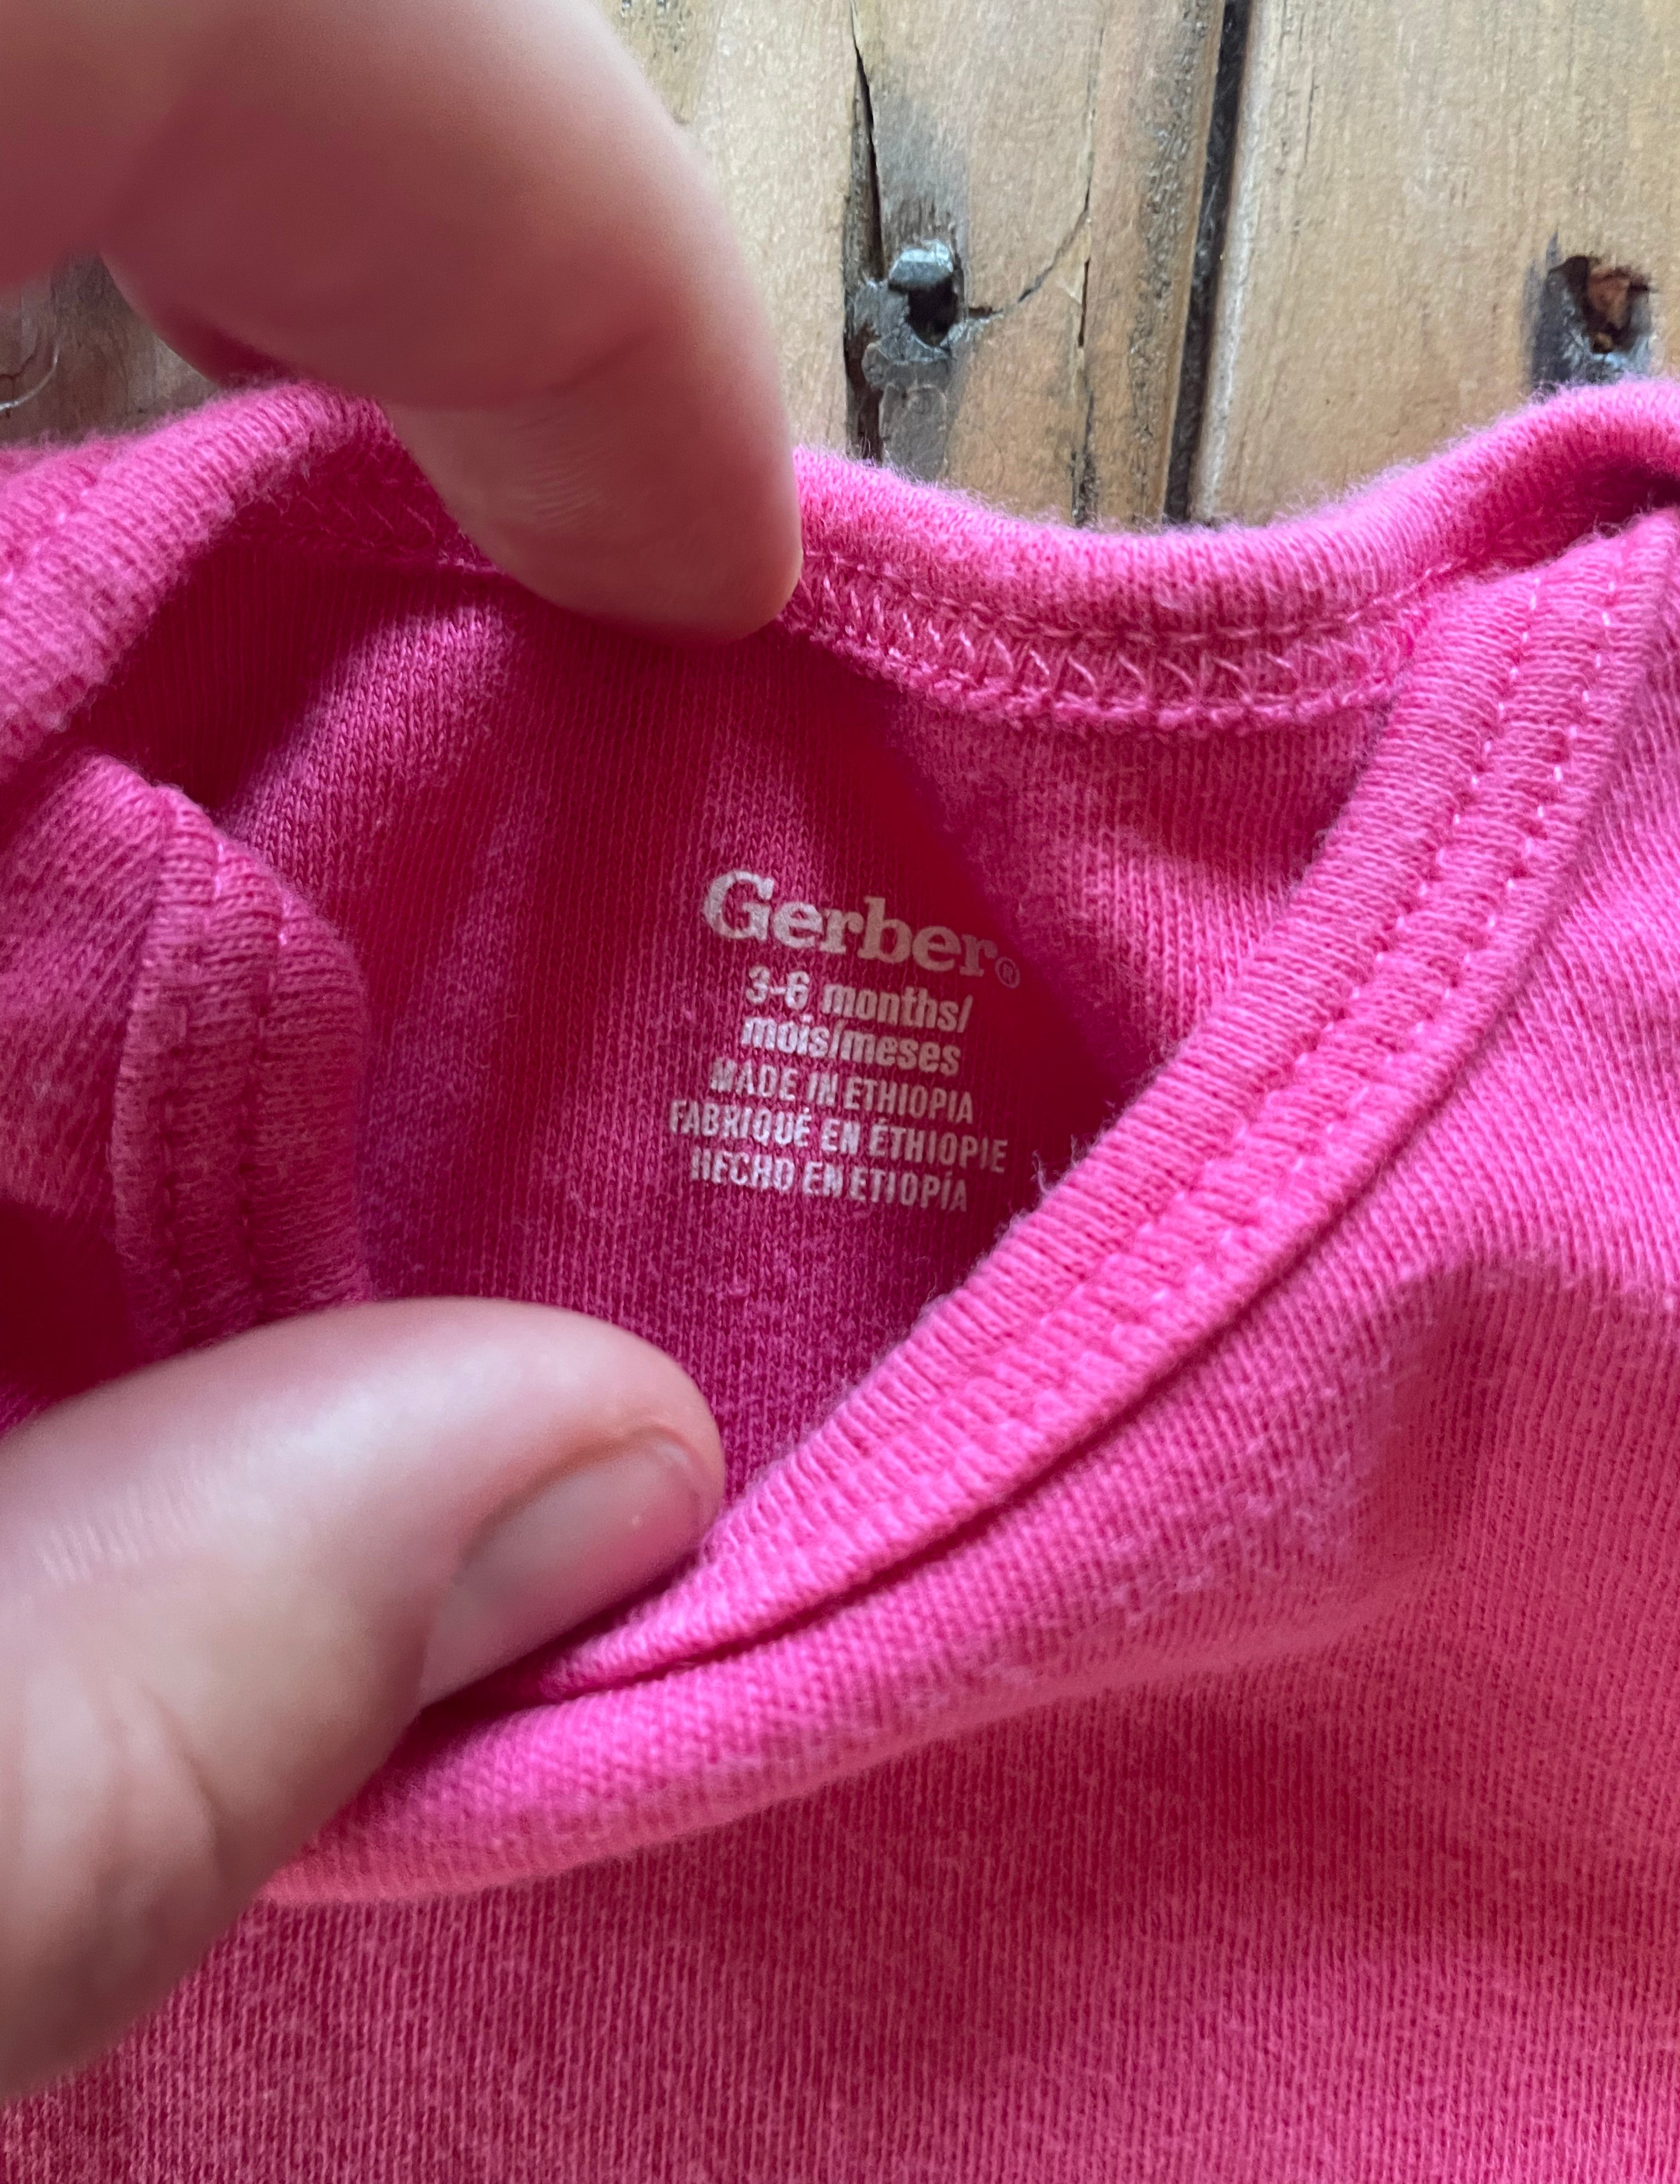 Gerber®
3-6 months/
mois/meses
MADE IN ETHIOPIA
FABRIQUÉ EN ÉTHIOPIE
HECHO EN ETIOPÍA